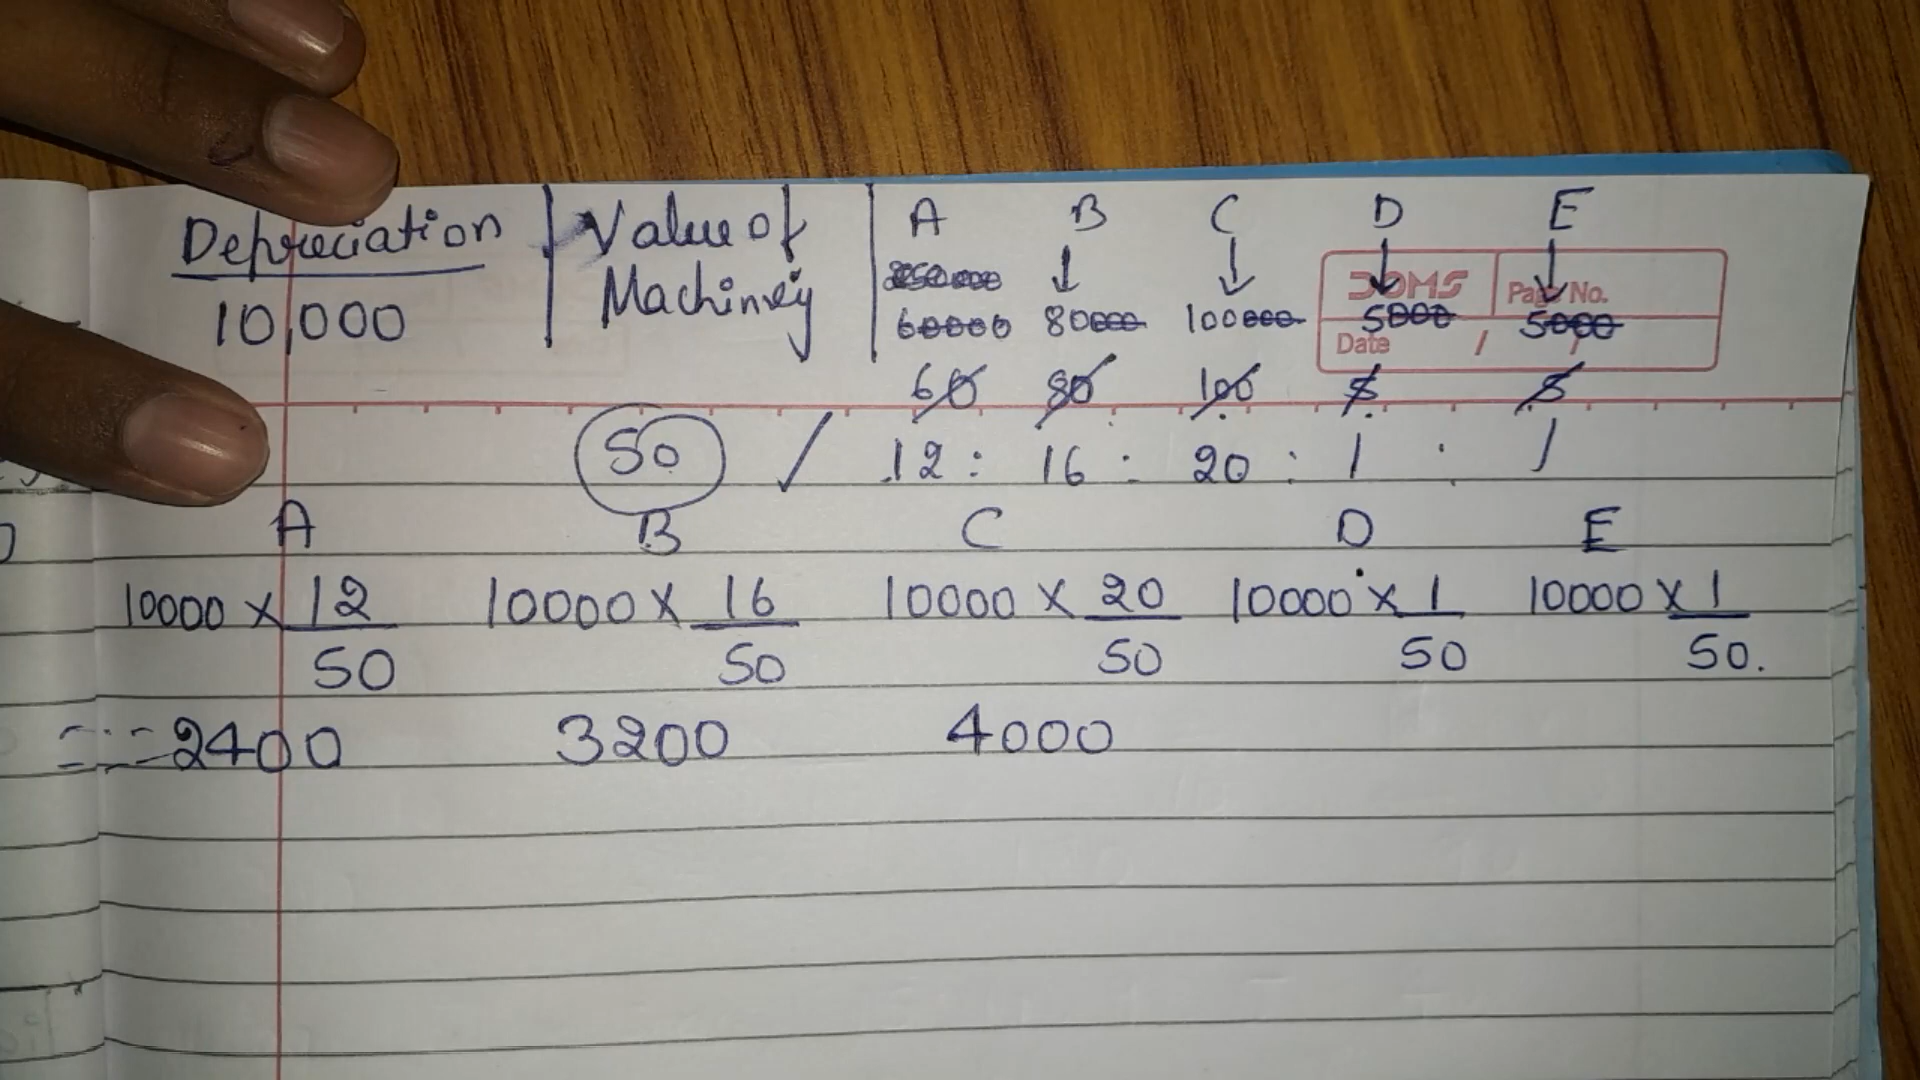 Depreciation | Value of | A B C D E
Machinery
10,000 60000 80000 100000 5000 5000
DOMS Page No.
Date / /
60 80 100 5 5
50 / 12 : 16 : 20 : 1 : 1
A B C D E
10000 × 12/50 10000 × 16/50 10000 × 20/50 10000 × 1/50 10000 × 1/50.
= 2400 3200 4000